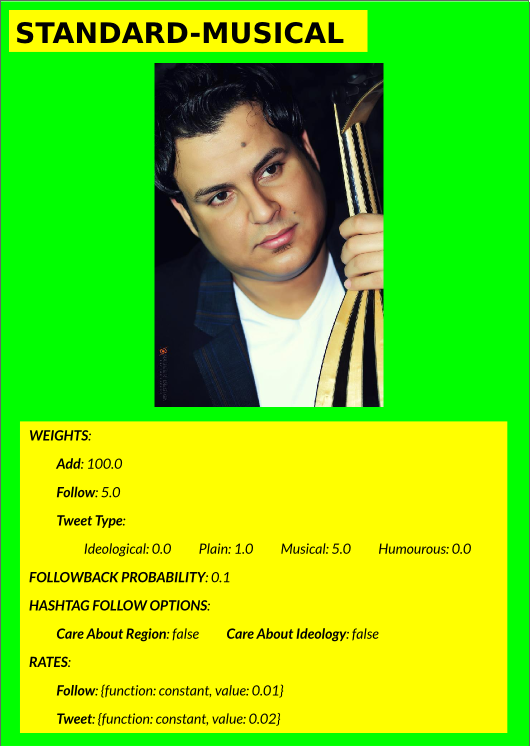 STANDARD-MUSICAL
WEIGHTS:
Add: 100.0
Follow: 5.0
Tweet Type:
Ideological: 0.0 Plain: 1.0 Musical: 5.0 Humourous: 0.0
FOLLOWBACK PROBABILITY: 0.1
HASHTAG FOLLOW OPTIONS:
Care About Region: false Care About Ideology: false
RATES:
Follow: {function: constant, value: 0.01}
Tweet: {function: constant, value: 0.02}